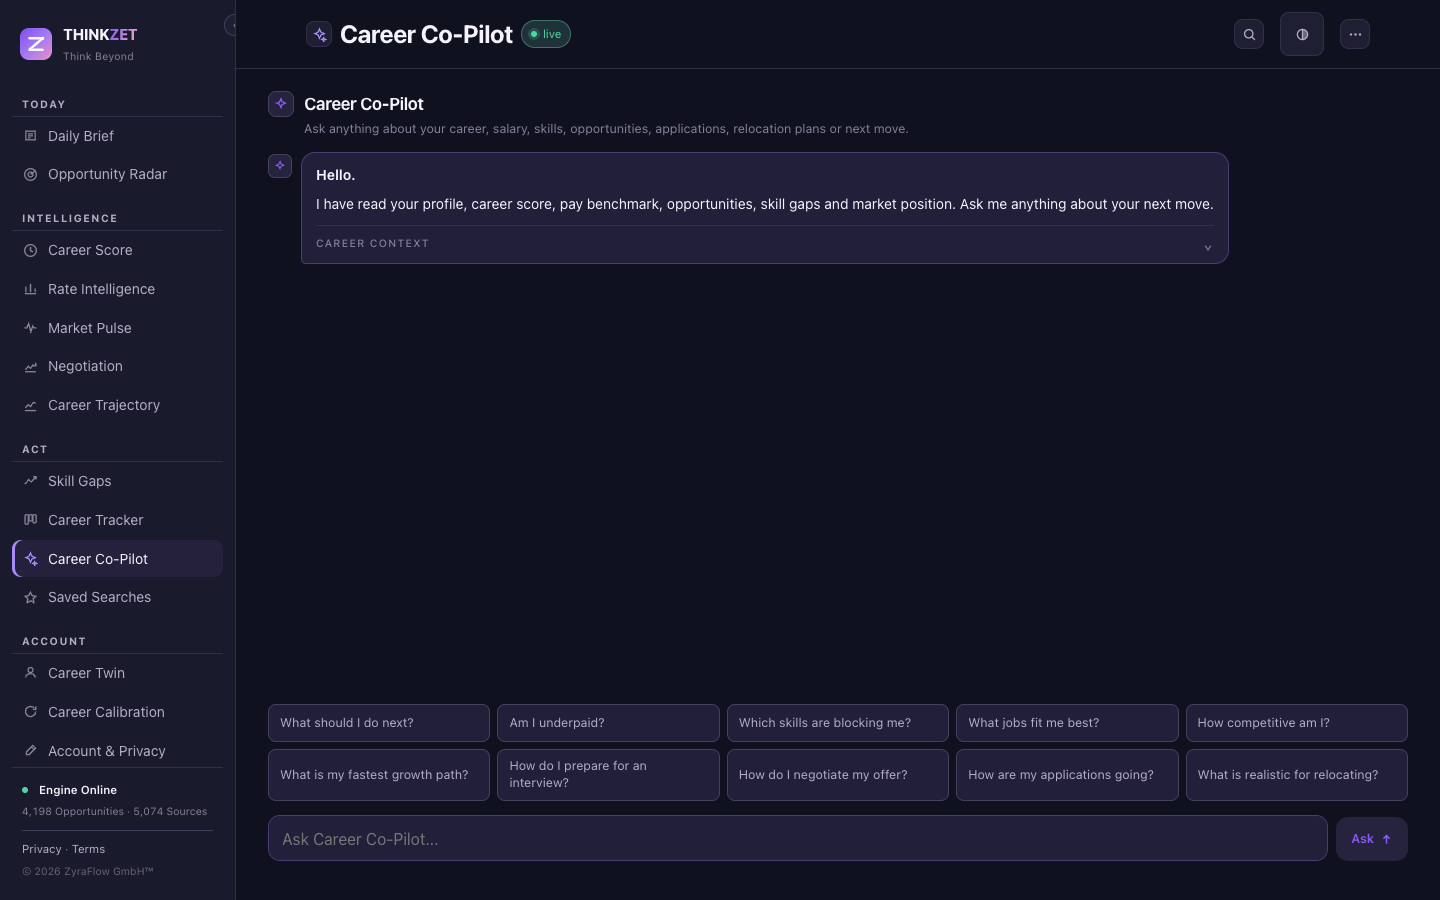 THINKZET
Think Beyond
TODAY
Daily Brief
Opportunity Radar
INTELLIGENCE
Career Score
Rate Intelligence
Market Pulse
Negotiation
Career Trajectory
ACT
Skill Gaps
Career Tracker
Career Co-Pilot
Saved Searches
ACCOUNT
Career Twin
Career Calibration
Account & Privacy
Engine Online
4,198 Opportunities · 5,074 Sources
Privacy · Terms
© 2026 ZyraFlow GmbH™
Career Co-Pilot
live
Career Co-Pilot
Ask anything about your career, salary, skills, opportunities, applications, relocation plans or next move.
Hello.
I have read your profile, career score, pay benchmark, opportunities, skill gaps and market position. Ask me anything about your next move.
CAREER CONTEXT
What should I do next?
Am I underpaid?
Which skills are blocking me?
What jobs fit me best?
How competitive am I?
What is my fastest growth path?
How do I prepare for an
interview?
How do I negotiate my offer?
How are my applications going?
What is realistic for relocating?
Ask Career Co-Pilot...
Ask ↑